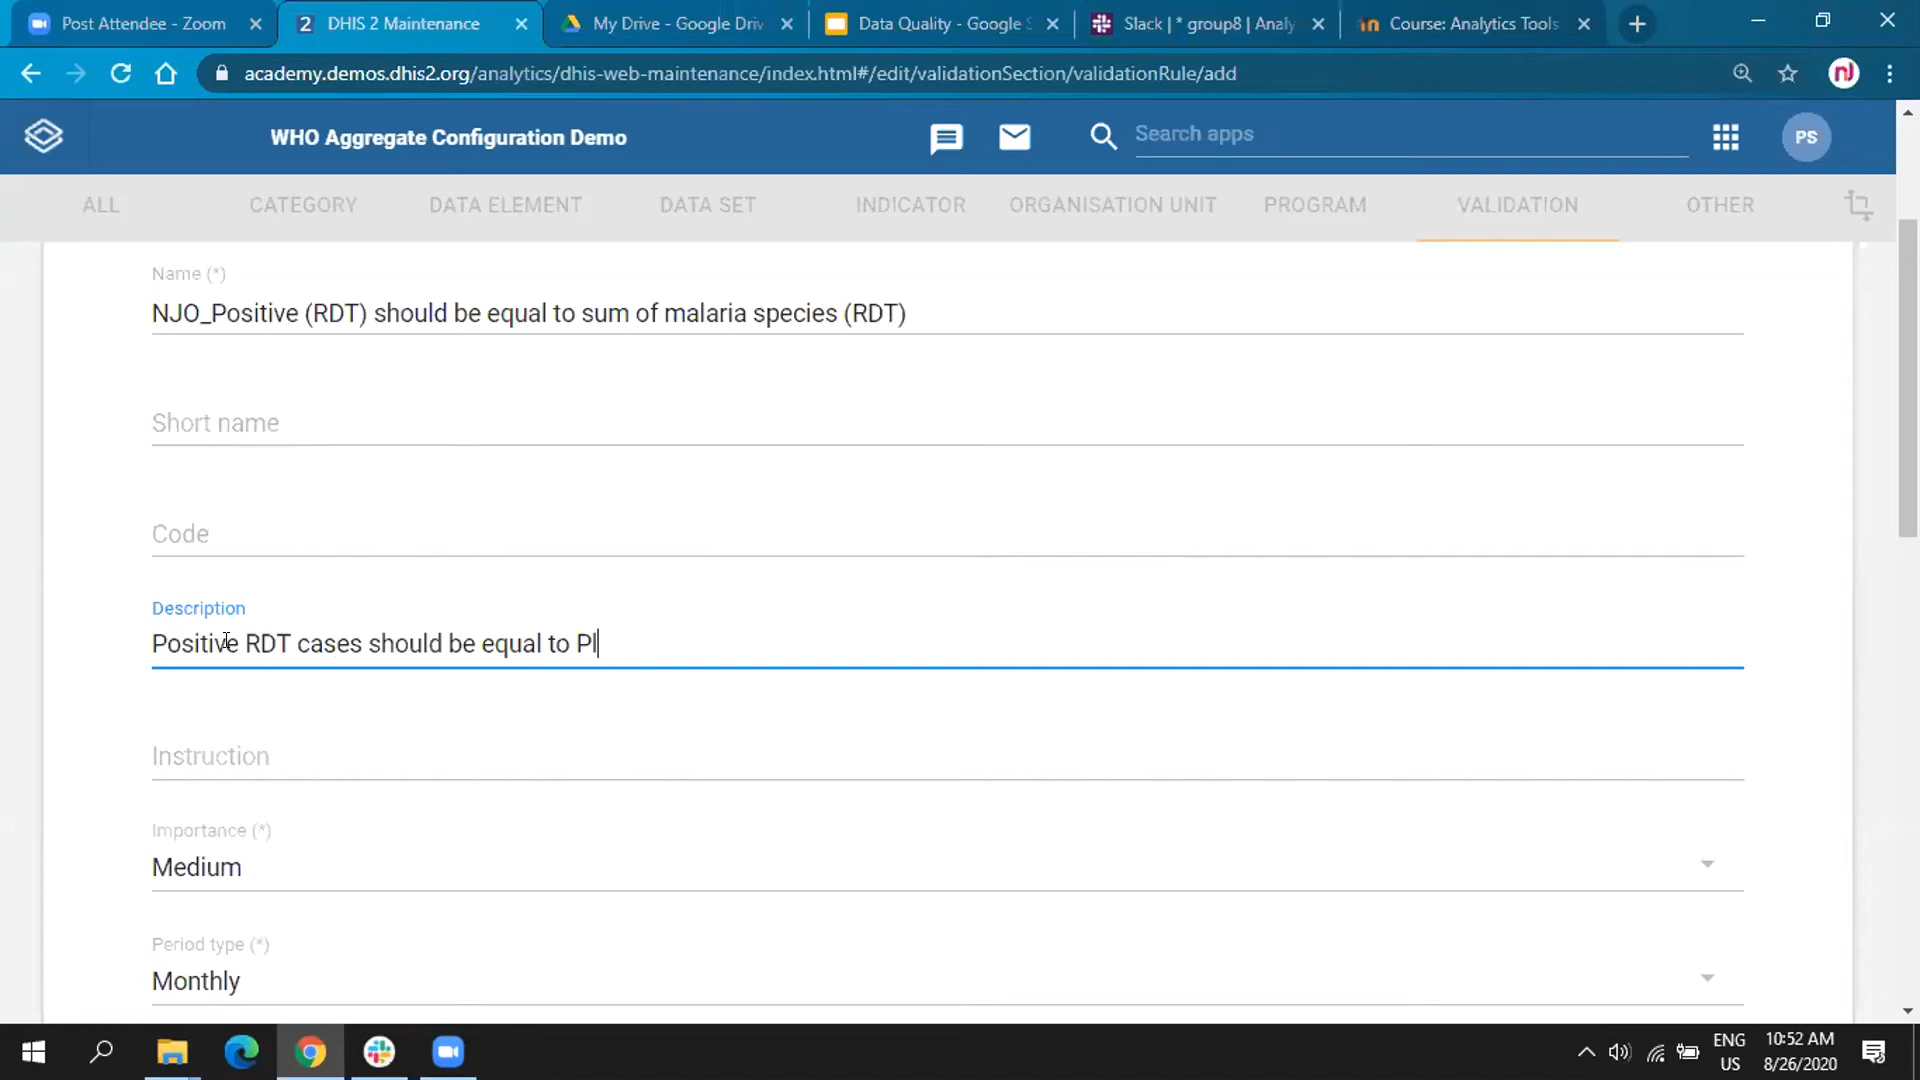 Post Attendee - Zoom
DHIS 2 Maintenance
My Drive - Google Driv
Data Quality - Google S
Slack | * group8 | Analy
Course: Analytics Tools
academy.demos.dhis2.org/analytics/dhis-web-maintenance/index.html#/edit/validationSection/validationRule/add
WHO Aggregate Configuration Demo
Search apps
PS
ALL
CATEGORY
DATA ELEMENT
DATA SET
INDICATOR
ORGANISATION UNIT
PROGRAM
VALIDATION
OTHER
Name (*)
NJO_Positive (RDT) should be equal to sum of malaria species (RDT)
Short name
Code
Description
Positive RDT cases should be equal to Pl
Instruction
Importance (*)
Medium
Period type (*)
Monthly
ENG
US
10:52 AM
8/26/2020